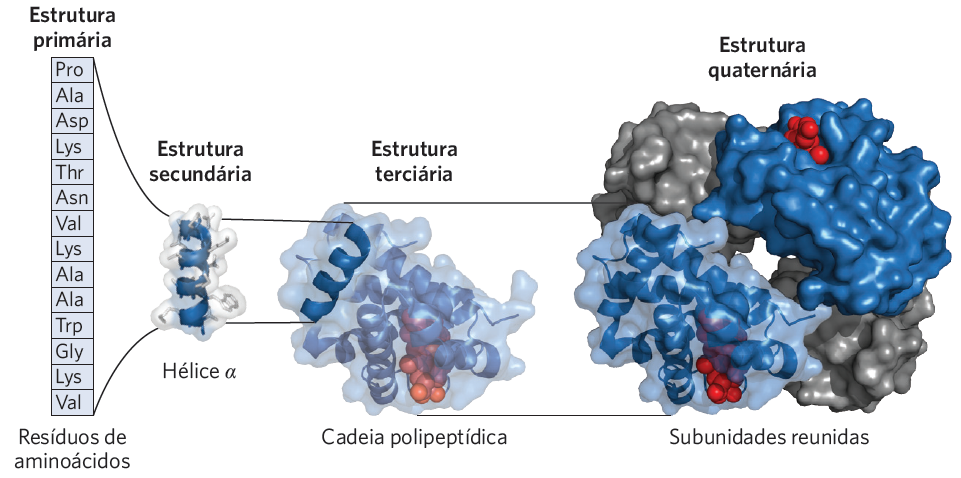 Estrutura
primária
Pro
Ala
Asp
Lys
Thr
Asn
Val
Lys
Ala
Ala
Trp
Gly
Lys
Val
Resíduos de
aminoácidos
Estrutura
secundária
Hélice α
Estrutura
terciária
Cadeia polipeptídica
Estrutura
quaternária
Subunidades reunidas